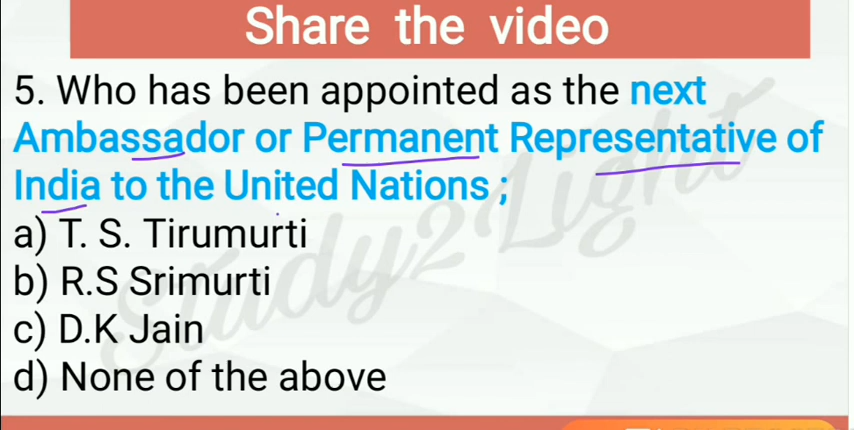 Share the video
5. Who has been appointed as the next
Ambassador or Permanent Representative of
India to the United Nations ;
a) T. S. Tirumurti
b) R.S Srimurti
c) D.K Jain
d) None of the above
Study2Light